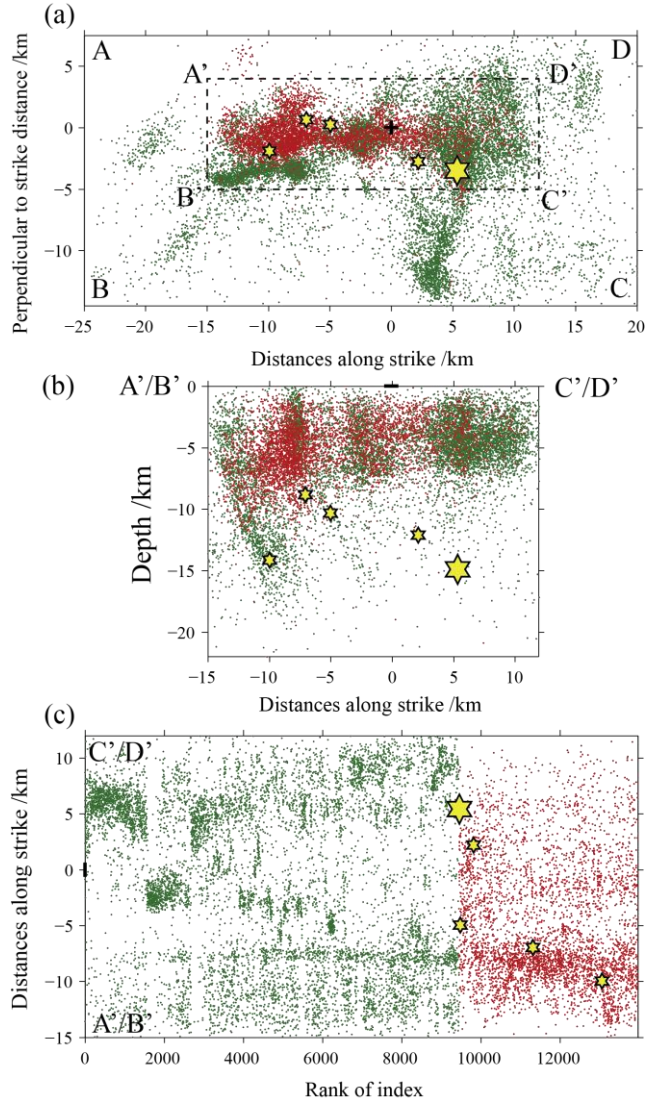 (a)
A
D
A’
D’
B’
C’
B
C
5
0
−5
−10
Perpendicular to strike distance /km
−25 −20 −15 −10 −5 0 5 10 15 20
Distances along strike /km
(b)
A’/B’
C’/D’
0
−5
−10
−15
−20
Depth /km
−15 −10 −5 0 5 10
Distances along strike /km
(c)
C’/D’
10
5
0
−5
−10
−15
Distances along strike /km
A’/B’
0 2000 4000 6000 8000 10000 12000
Rank of index